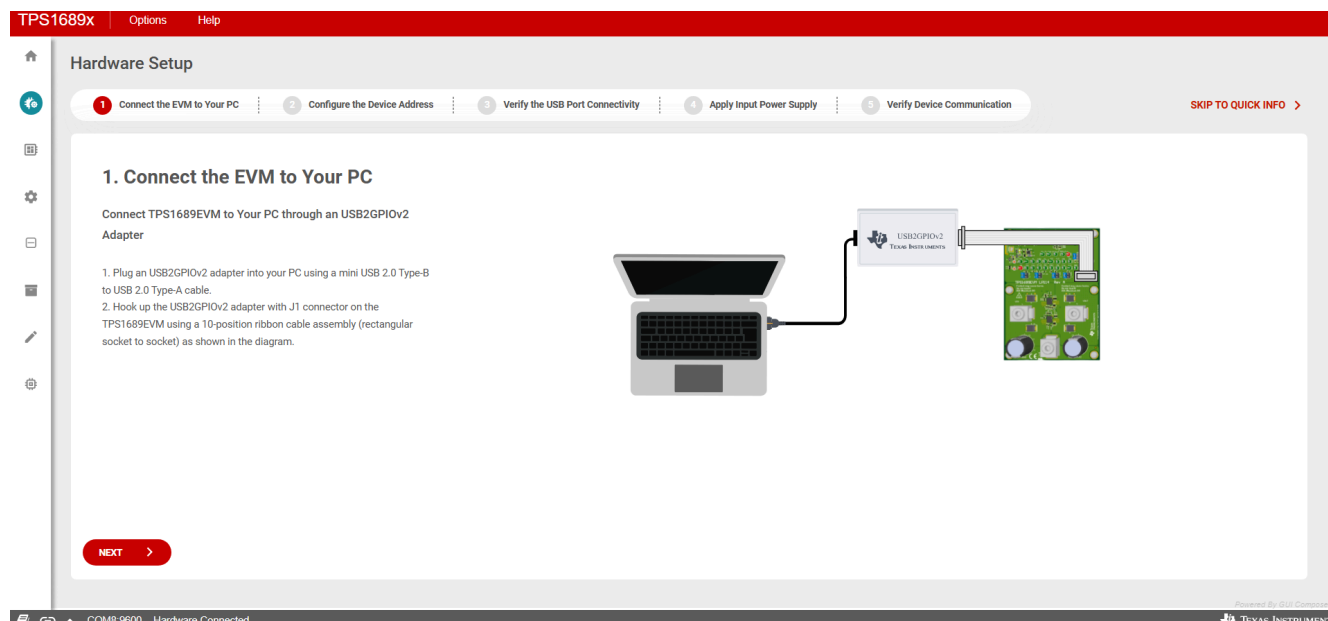 TPS1689x
Options
Help
Hardware Setup
1 Connect the EVM to Your PC
2 Configure the Device Address
3 Verify the USB Port Connectivity
4 Apply Input Power Supply
5 Verify Device Communication
SKIP TO QUICK INFO
1. Connect the EVM to Your PC
Connect TPS1689EVM to Your PC through an USB2GPIOv2
Adapter
1. Plug an USB2GPIOv2 adapter into your PC using a mini USB 2.0 Type-B
to USB 2.0 Type-A cable.
2. Hook up the USB2GPIOv2 adapter with J1 connector on the
TPS1689EVM using a 10-position ribbon cable assembly (rectangular
socket to socket) as shown in the diagram.
USB2GPIOv2
TEXAS INSTRUMENTS
NEXT
Powered By GUI Composer
COM8:9600
Hardware Connected
TEXAS INSTRUMENT